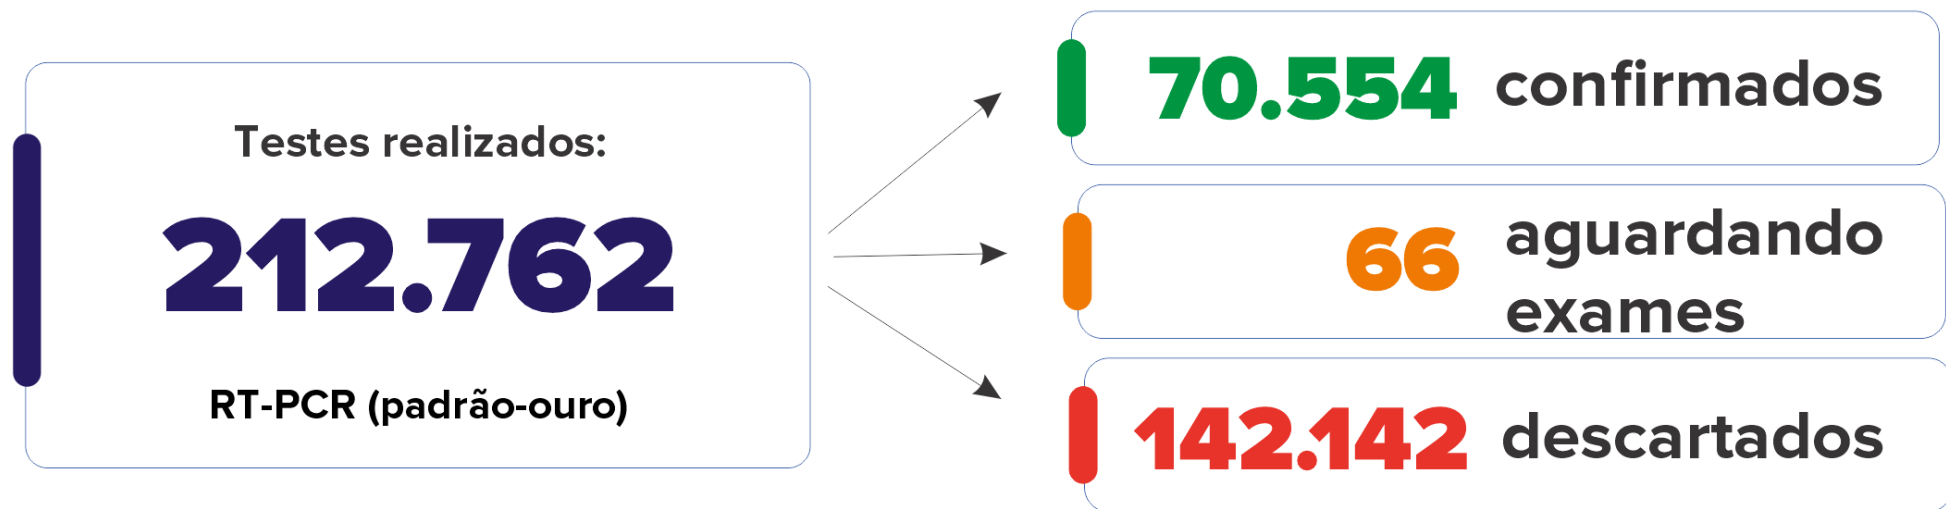 Testes realizados:
212.762
RT-PCR (padrão-ouro)
70.554 confirmados
66 aguardando
exames
142.142 descartados